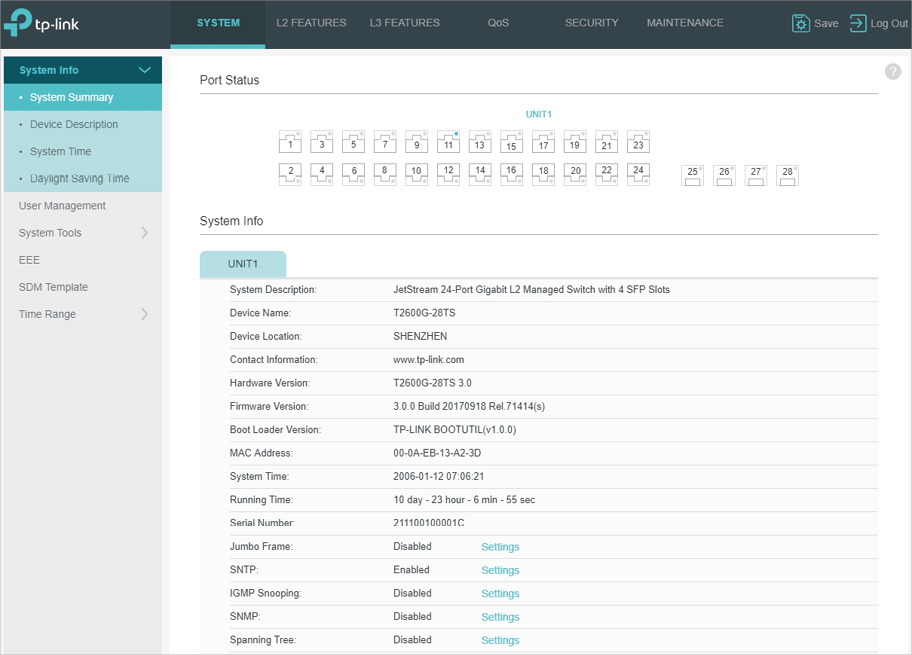 tp-link
SYSTEM L2 FEATURES L3 FEATURES QoS SECURITY MAINTENANCE Save Log Out
System Info
• System Summary
• Device Description
• System Time
• Daylight Saving Time
User Management
System Tools
EEE
SDM Template
Time Range
?
Port Status
UNIT1
1 3 5 7 9 11 13 15 17 19 21 23
2 4 6 8 10 12 14 16 18 20 22 24 25 26 27 28
System Info
UNIT1
System Description: JetStream 24-Port Gigabit L2 Managed Switch with 4 SFP Slots
Device Name: T2600G-28TS
Device Location: SHENZHEN
Contact Information: www.tp-link.com
Hardware Version: T2600G-28TS 3.0
Firmware Version: 3.0.0 Build 20170918 Rel.71414(s)
Boot Loader Version: TP-LINK BOOTUTIL(v1.0.0)
MAC Address: 00-0A-EB-13-A2-3D
System Time: 2006-01-12 07:06:21
Running Time: 10 day - 23 hour - 6 min - 55 sec
Serial Number: 211100100001C
Jumbo Frame: Disabled Settings
SNTP: Enabled Settings
IGMP Snooping: Disabled Settings
SNMP: Disabled Settings
Spanning Tree: Disabled Settings